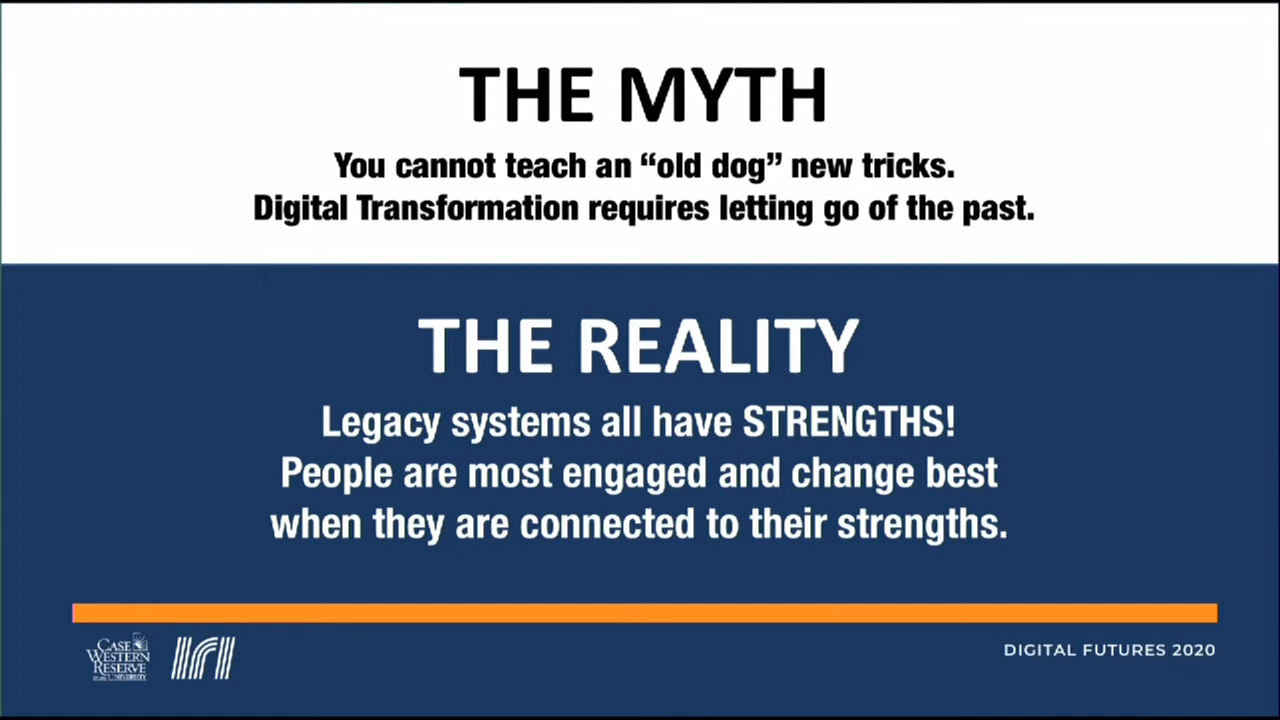 THE MYTH
You cannot teach an “old dog” new tricks.
Digital Transformation requires letting go of the past.
THE REALITY
Legacy systems all have STRENGTHS!
People are most engaged and change best
when they are connected to their strengths.
CASE
WESTERN
RESERVE
UNIVERSITY
IRI
DIGITAL FUTURES 2020